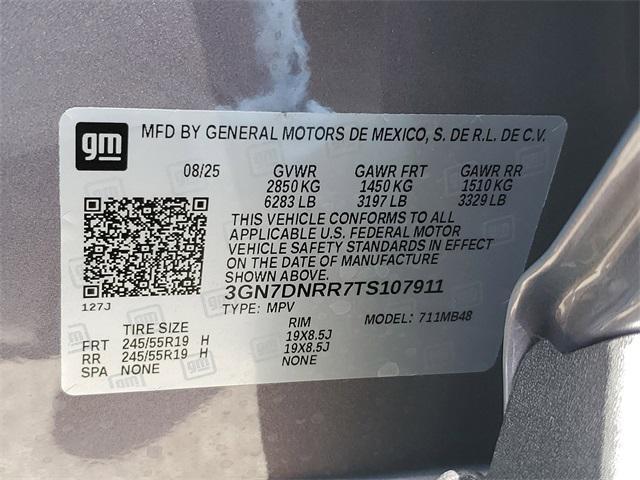 gm MFD BY GENERAL MOTORS DE MEXICO, S. DE R.L. DE C.V.
08/25 GVWR GAWR FRT GAWR RR
2850 KG 1450 KG 1510 KG
6283 LB 3197 LB 3329 LB
THIS VEHICLE CONFORMS TO ALL
APPLICABLE U.S. FEDERAL MOTOR
VEHICLE SAFETY STANDARDS IN EFFECT
ON THE DATE OF MANUFACTURE
SHOWN ABOVE.
3GN7DNRR7TS107911
127J TYPE: MPV MODEL: 711MB48
TIRE SIZE RIM
FRT 245/55R19 H 19X8.5J
RR 245/55R19 H 19X8.5J
SPA NONE NONE